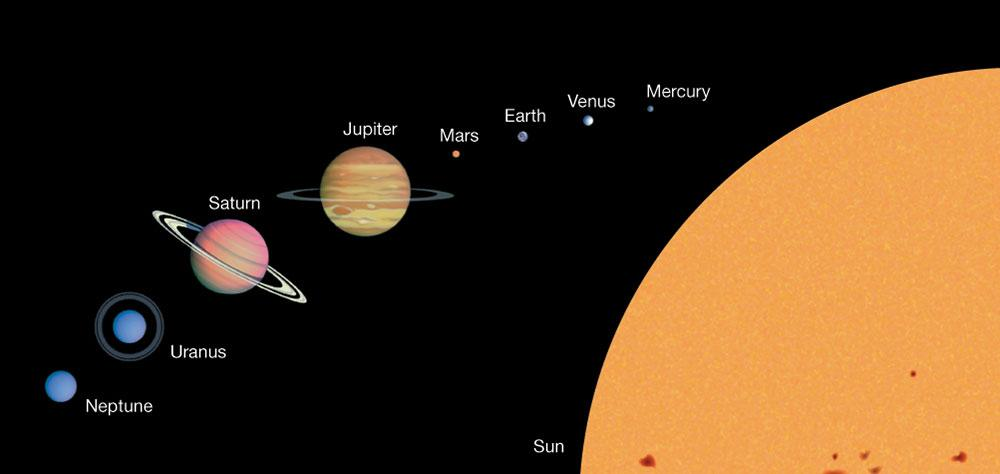 Mercury
Venus
Earth
Mars
Jupiter
Saturn
Uranus
Neptune
Sun